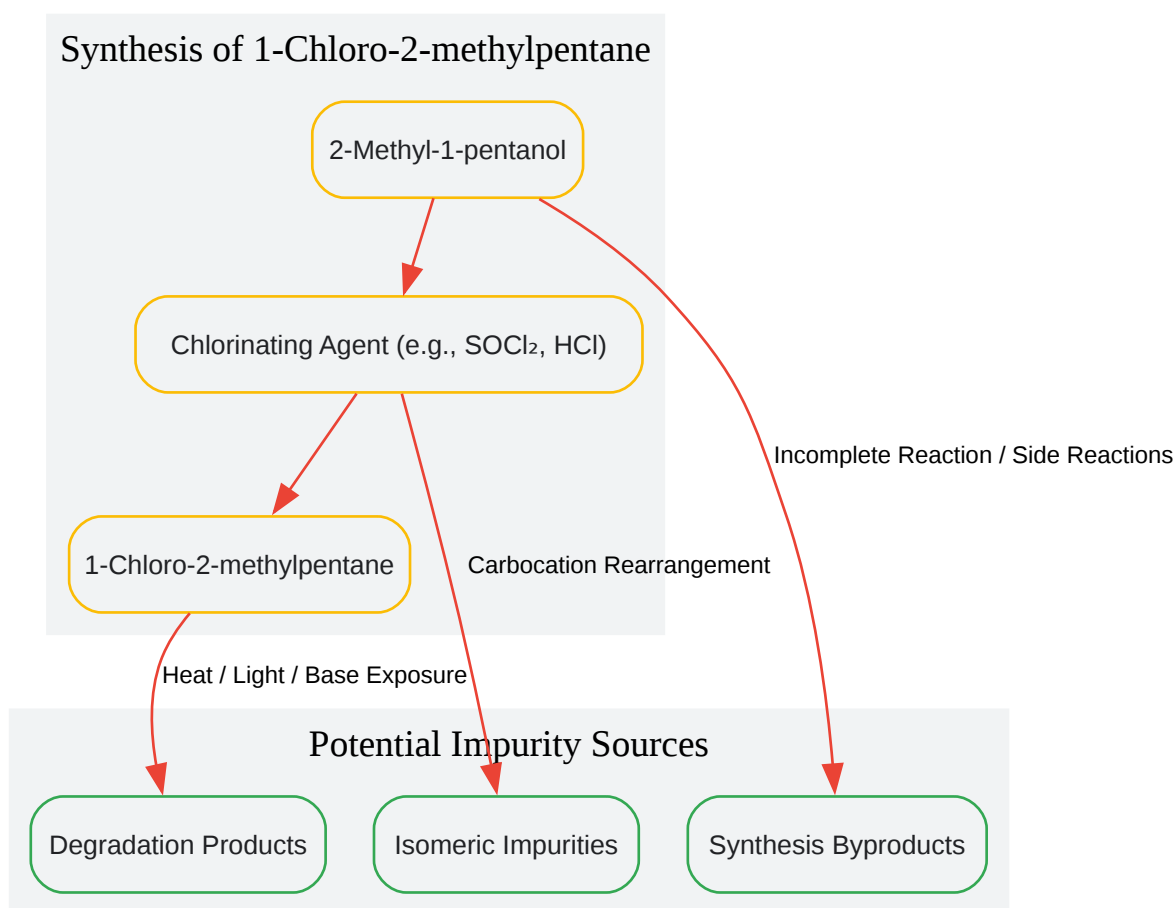 Synthesis of 1-Chloro-2-methylpentane
2-Methyl-1-pentanol
Chlorinating Agent (e.g., SOCl₂, HCl)
Incomplete Reaction / Side Reactions
1-Chloro-2-methylpentane
Carbocation Rearrangement
Heat / Light / Base Exposure
Potential Impurity Sources
Degradation Products
Isomeric Impurities
Synthesis Byproducts